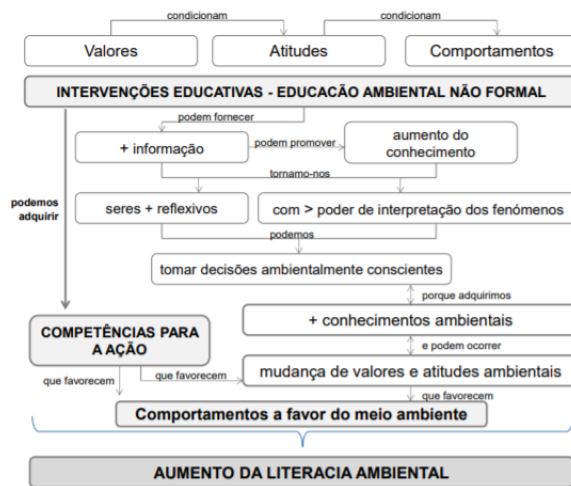 condicionam
condicionam
Valores
Atitudes
Comportamentos
INTERVENÇÕES EDUCATIVAS - EDUCACÃO AMBIENTAL NÃO FORMAL
podem fornecer
+ informação
podem promover
aumento do
conhecimento
tornamo-nos
podemos
adquirir
seres + reflexivos
com > poder de interpretação dos fenómenos
podemos
tomar decisões ambientalmente conscientes
porque adquirimos
+ conhecimentos ambientais
COMPETÊNCIAS PARA
A AÇÃO
e podem ocorrer
mudança de valores e atitudes ambientais
que favorecem
que favorecem
que favorecem
Comportamentos a favor do meio ambiente
AUMENTO DA LITERACIA AMBIENTAL